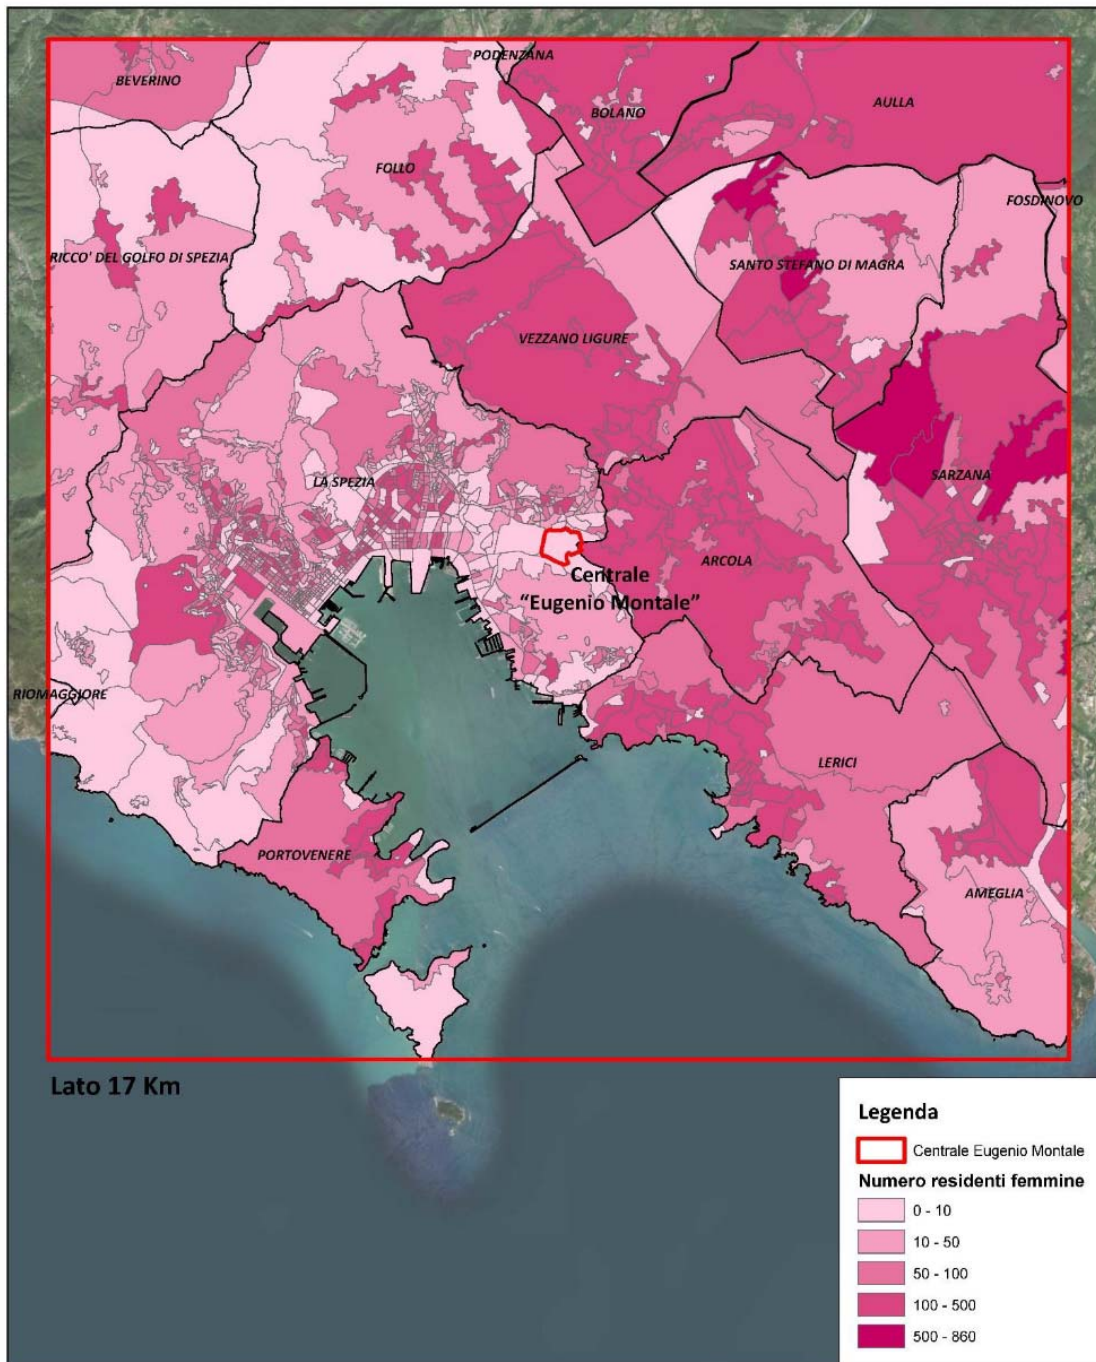 PODENZANA
BEVERINO
AULLA
BOLANO
FOLLO
FOSDINOVO
RICCO' DEL GOLFO DI SPEZIA
SANTO STEFANO DI MAGRA
VEZZANO LIGURE
LA SPEZIA
SARZANA
ARCOLA
Centrale
"Eugenio Montale"
RIOMAGGIORE
LERICI
PORTOVENERE
AMEGLIA
Lato 17 Km
Legenda
Centrale Eugenio Montale
Numero residenti femmine
0 - 10
10 - 50
50 - 100
100 - 500
500 - 860